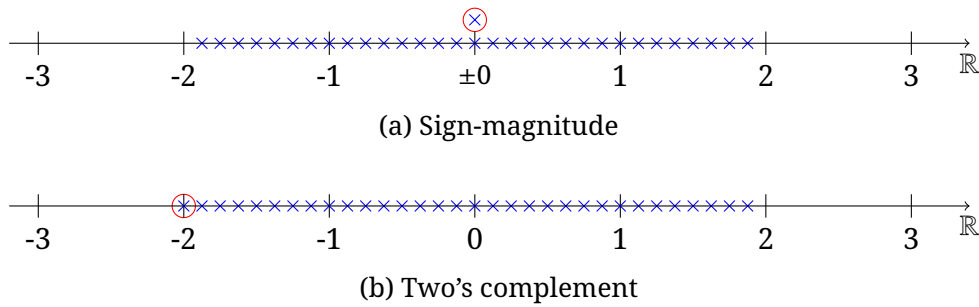 -3 -2 -1 ±0 1 2 3 ℝ
(a) Sign-magnitude
-3 -2 -1 0 1 2 3 ℝ
(b) Two’s complement